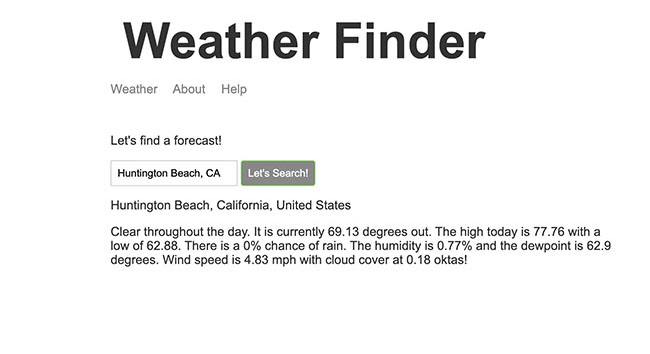 Weather Finder
Weather About Help
Let's find a forecast!
Huntington Beach, CA Let's Search!
Huntington Beach, California, United States
Clear throughout the day. It is currently 69.13 degrees out. The high today is 77.76 with a
low of 62.88. There is a 0% chance of rain. The humidity is 0.77% and the dewpoint is 62.9
degrees. Wind speed is 4.83 mph with cloud cover at 0.18 oktas!